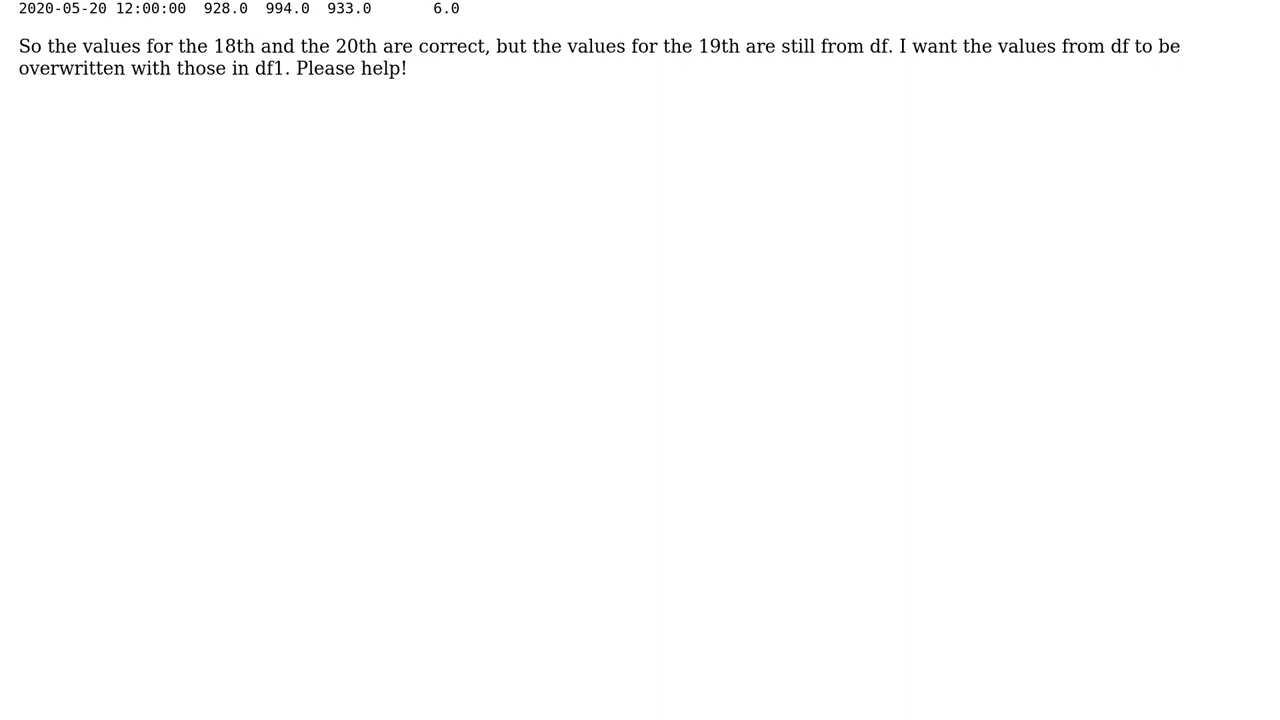 2020-05-20 12:00:00  928.0  994.0  933.0       6.0
So the values for the 18th and the 20th are correct, but the values for the 19th are still from df. I want the values from df to be
overwritten with those in df1. Please help!